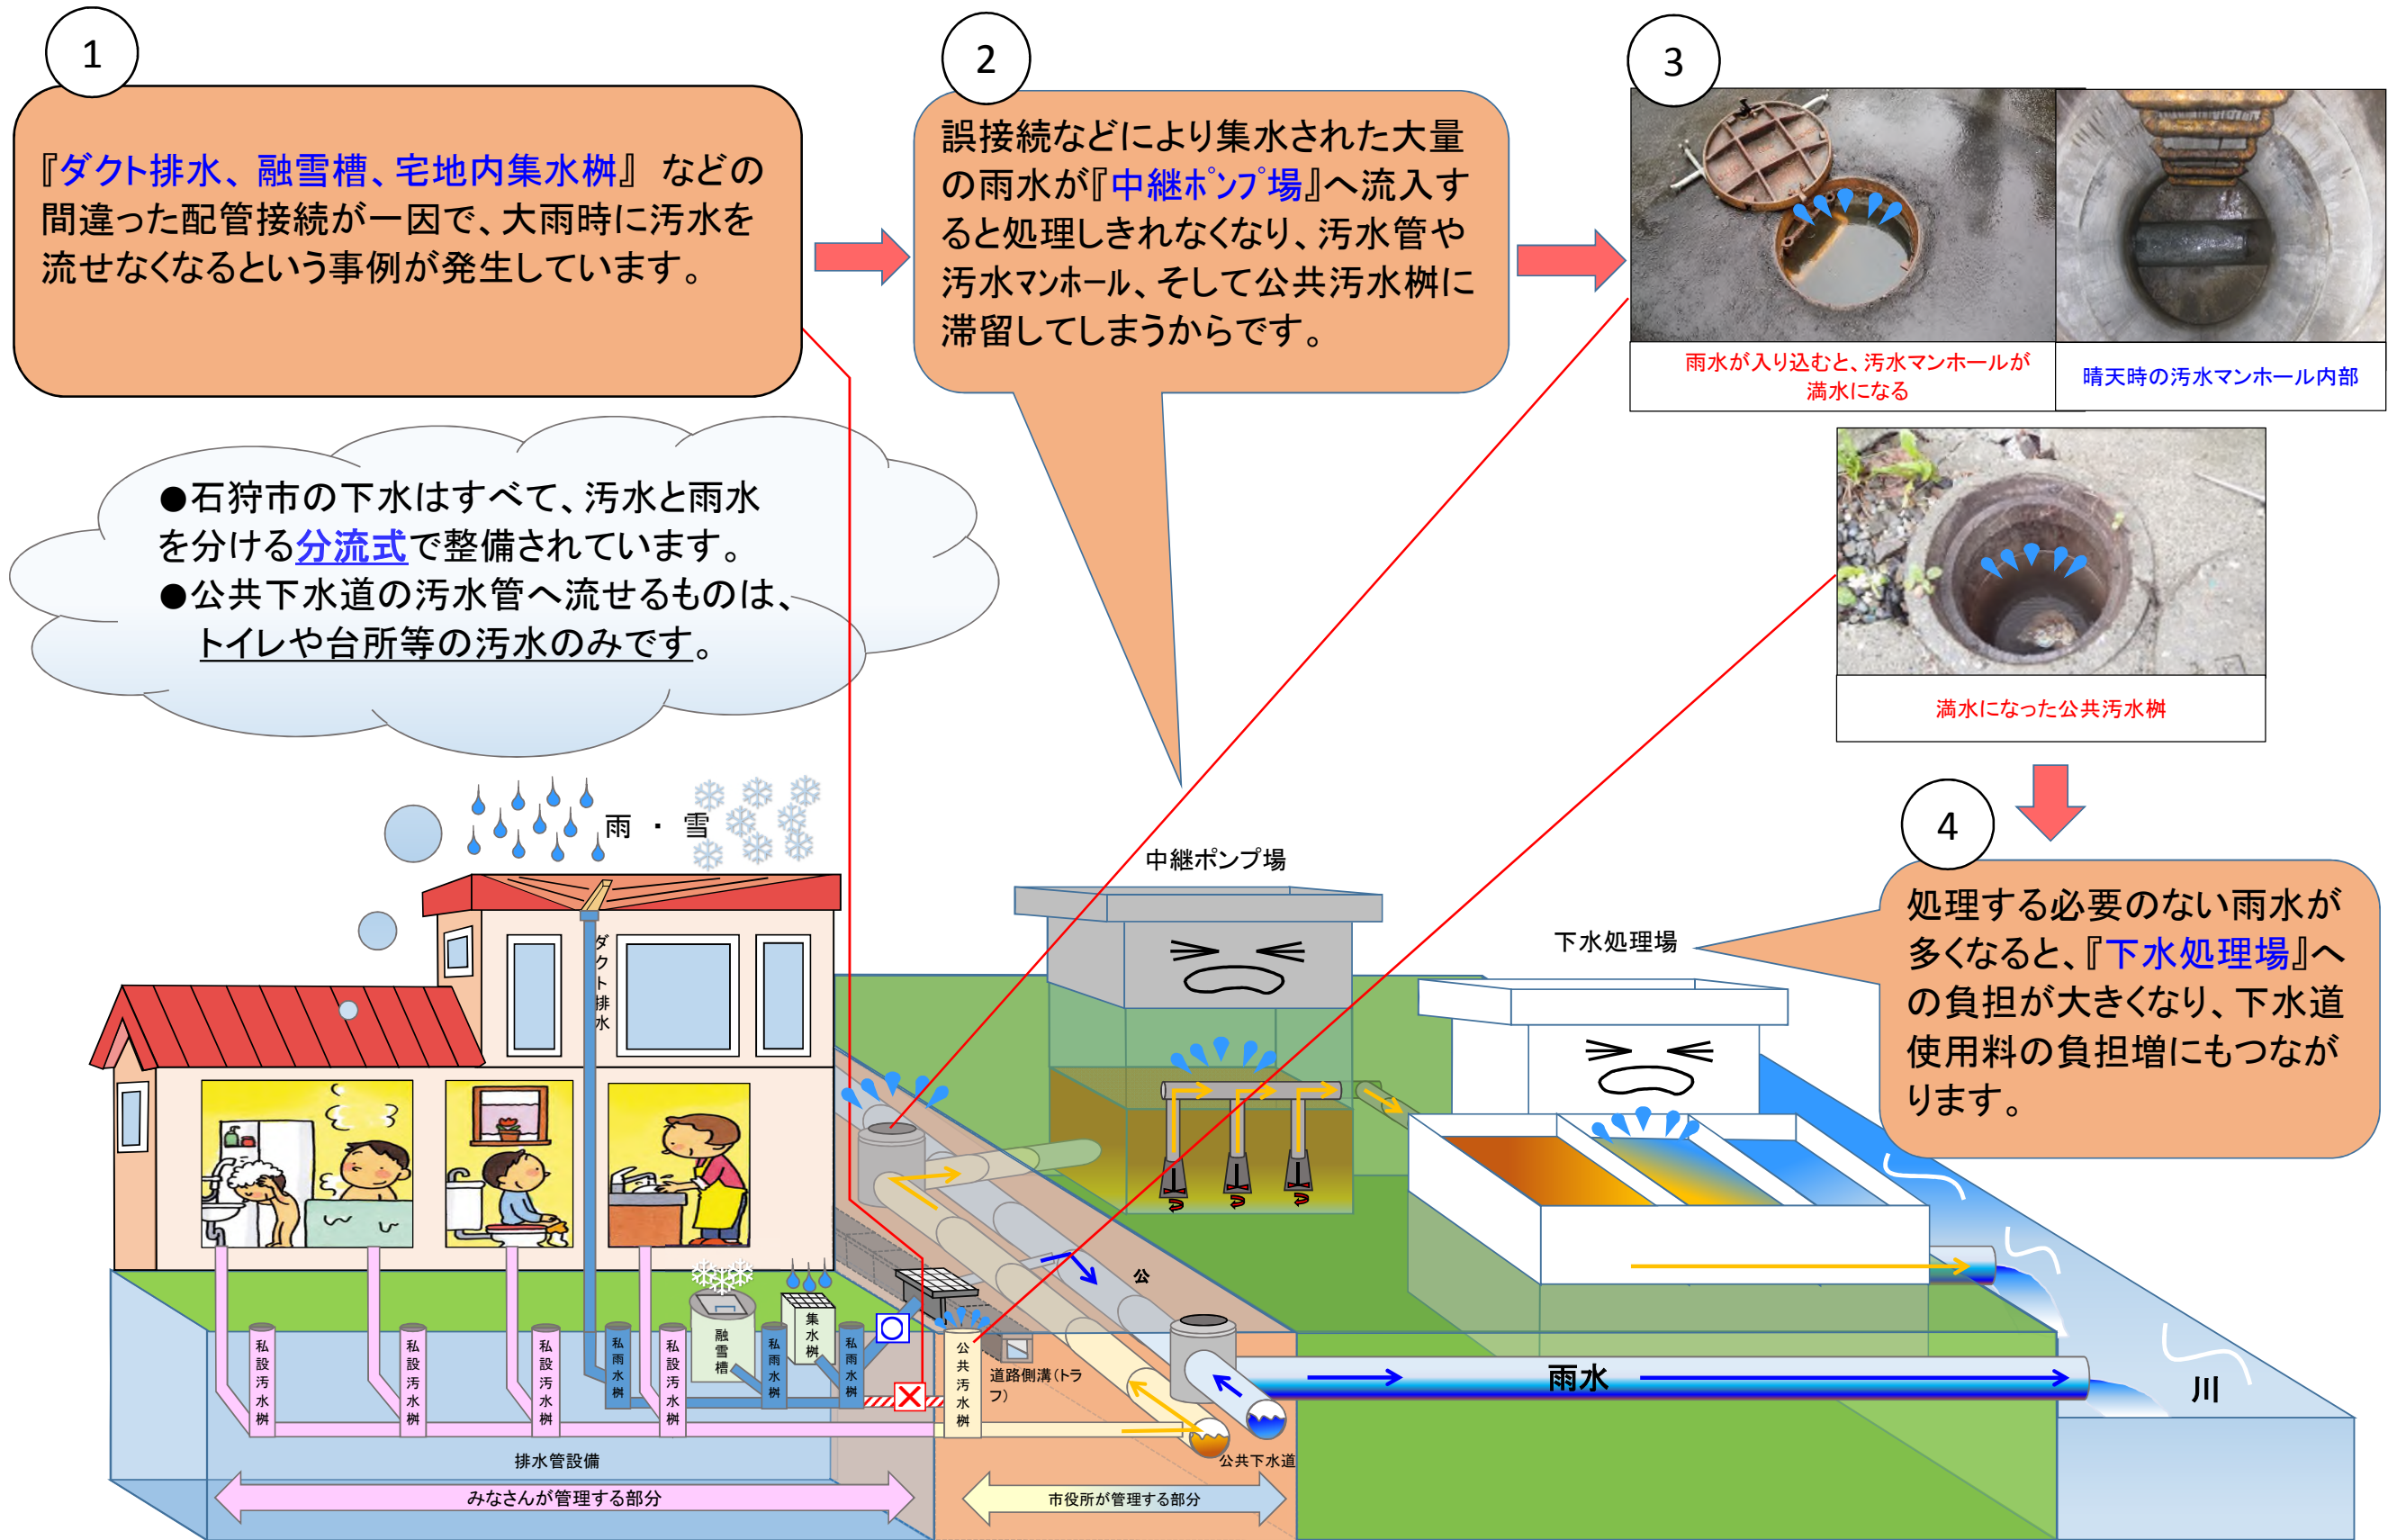 1
『ダクト排水、融雪槽、宅地内集水桝』 などの
間違った配管接続が一因で、大雨時に汚水を
流せなくなるという事例が発生しています。
2
誤接続などにより集水された大量
の雨水が『中継ﾎﾟﾝﾌﾟ場』へ流入す
ると処理しきれなくなり、汚水管や
汚水ﾏﾝﾎｰﾙ、そして公共汚水桝に
滞留してしまうからです。
3
雨水が入り込むと、汚水マンホールが
満水になる
晴天時の汚水マンホール内部
満水になった公共汚水桝
●石狩市の下水はすべて、汚水と雨水
を分ける分流式で整備されています。
●公共下水道の汚水管へ流せるものは、
トイレや台所等の汚水のみです。
雨 ・ 雪
4
処理する必要のない雨水が
多くなると、『下水処理場』へ
の負担が大きくなり、下水道
使用料の負担増にもつなが
ります。
中継ポンプ場
下水処理場
ダクト排水
公
私設汚水桝
私設汚水桝
私設汚水桝
私雨水桝
私設汚水桝
融雪槽
私雨水桝
集水桝
私雨水桝
公共汚水桝
道路側溝（トラ
フ）
雨水
川
公共下水道
排水管設備
みなさんが管理する部分
市役所が管理する部分